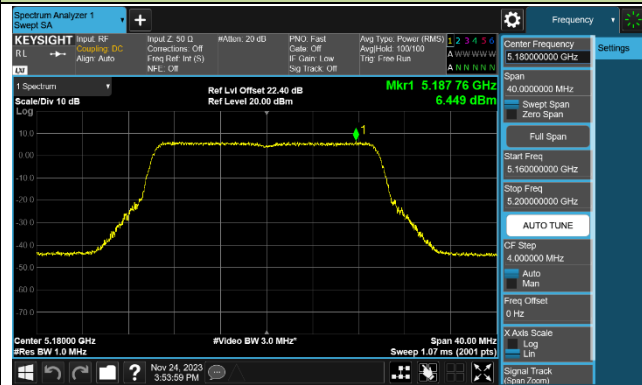 Spectrum Analyzer 1
Swept SA
Frequency
KEYSIGHT
RL
LXI
Input: RF
Coupling: DC
Align: Auto
Input Z: 50 Ω
Corrections: Off
Freq Ref: Int (S)
NFE: Off
#Atten: 20 dB
PNO: Fast
Gate: Off
IF Gain: Low
Sig Track: Off
Avg Type: Power (RMS)
Avg|Hold: 100/100
Trig: Free Run
1 2 3 4 5 6
A W W W W W
A N N N N N
1 Spectrum
Scale/Div 10 dB
Log
Ref Lvl Offset 22.40 dB
Ref Level 20.00 dBm
Mkr1 5.187 76 GHz
6.449 dBm
1
10.0
0.00
-10.0
-20.0
-30.0
-40.0
-50.0
-60.0
-70.0
Center 5.18000 GHz
#Res BW 1.0 MHz
#Video BW 3.0 MHz*
Span 40.00 MHz
Sweep 1.07 ms (2001 pts)
Nov 24, 2023
3:53:59 PM
Center Frequency
5.180000000 GHz
Settings
Span
40.0000000 MHz
Swept Span
Zero Span
Full Span
Start Freq
5.160000000 GHz
Stop Freq
5.200000000 GHz
AUTO TUNE
CF Step
4.000000 MHz
Auto
Man
Freq Offset
0 Hz
X Axis Scale
Log
Lin
Signal Track
(Span Zoom)